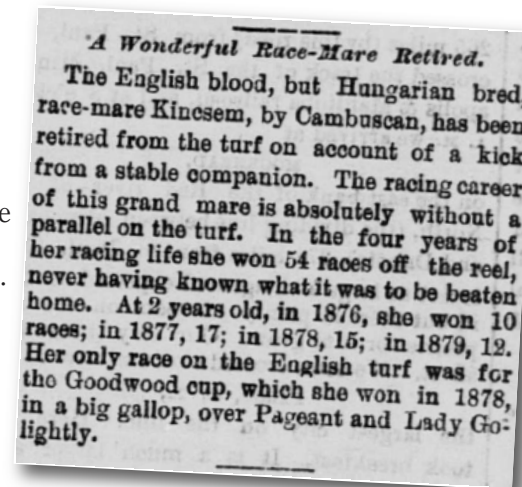 A Wonderful Race-Mare Retired.
The English blood, but Hungarian bred
race-mare Kincsem, by Cambuscan, has been
retired from the turf on account of a kick
from a stable companion. The racing career
of this grand mare is absolutely without a
parallel on the turf. In the four years of
her racing life she won 54 races off the reel,
never having known what it was to be beaten
home. At 2 years old, in 1876, she won 10
races; in 1877, 17; in 1878, 15; in 1879, 12.
Her only race on the English turf was for
the Goodwood cup, which she won in 1878,
in a big gallop, over Pageant and Lady Go-
lightly.